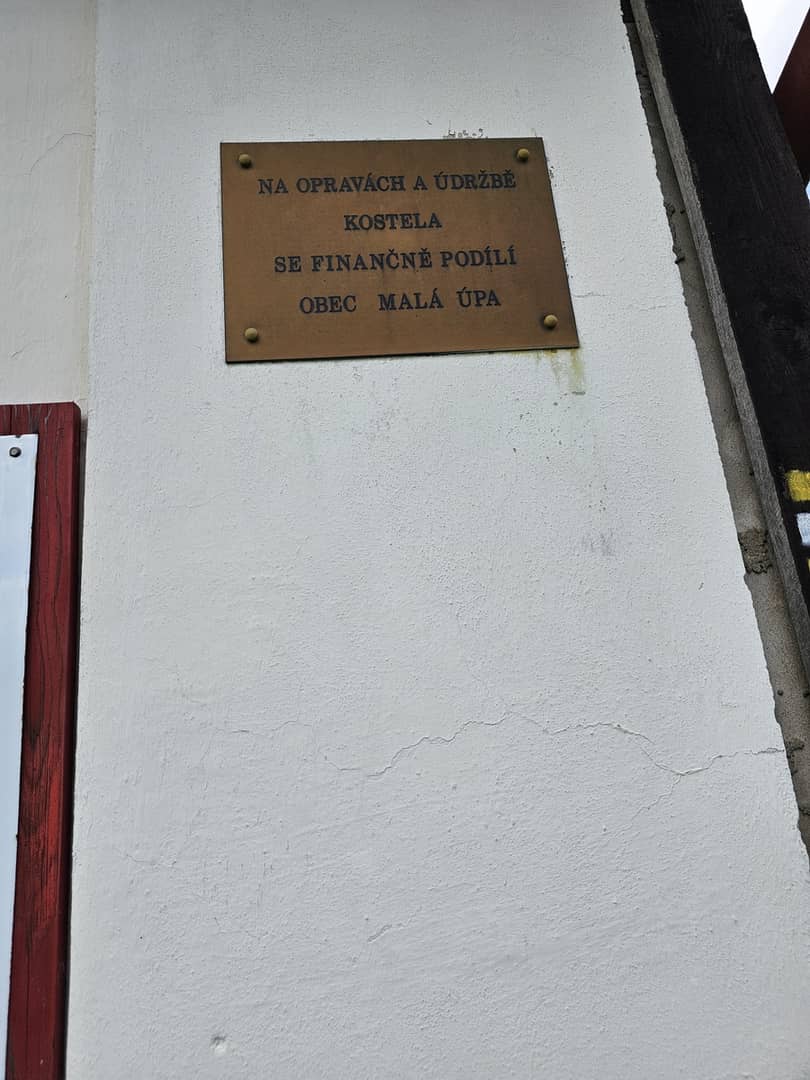 NA OPRAVÁCH A ÚDRŽBĚ
KOSTELA
SE FINANČNĚ PODÍLÍ
OBEC MALÁ ÚPA